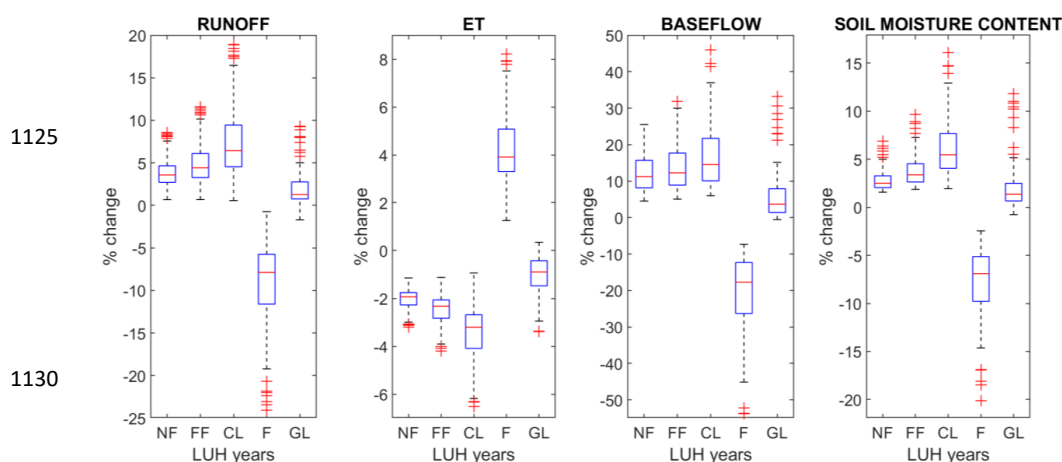 RUNOFF
20
15
10
5
0
-5
-10
-15
-20
-25
% change
NF FF CL F GL
LUH years
ET
8
6
4
2
0
-2
-4
-6
% change
NF FF CL F GL
LUH years
BASEFLOW
50
40
30
20
10
0
-10
-20
-30
-40
-50
% change
NF FF CL F GL
LUH years
SOIL MOISTURE CONTENT
15
10
5
0
-5
-10
-15
-20
% change
NF FF CL F GL
LUH years
1125
1130